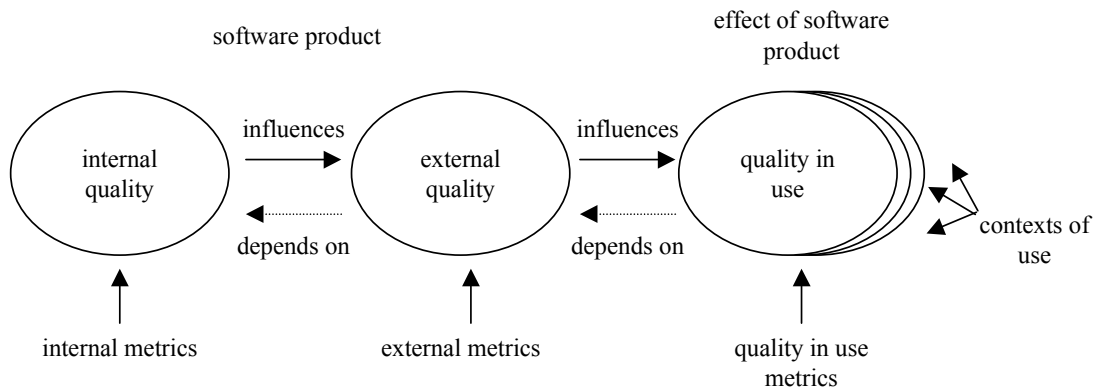 software product
effect of software
product
influences
influences
internal
quality
external
quality
quality in
use
depends on
depends on
contexts of
use
internal metrics
external metrics
quality in use
metrics